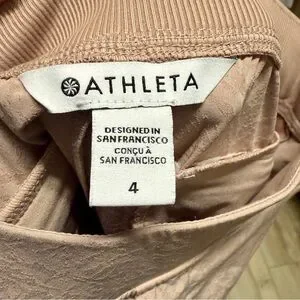 ATHLETA
DESIGNED IN
SAN FRANCISCO
CONÇU À
SAN FRANCISCO
4